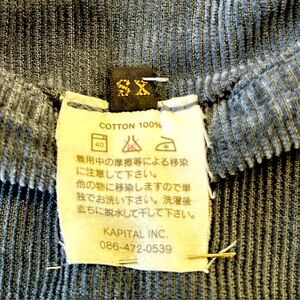 SX
COTTON 100%
40
着用中の摩擦等による移染
に注意して下さい。
他の物に移染しますので単
独でお洗い下さい。洗濯後
直ちに脱水して干して下さい。
KAPITAL INC.
086-472-0539